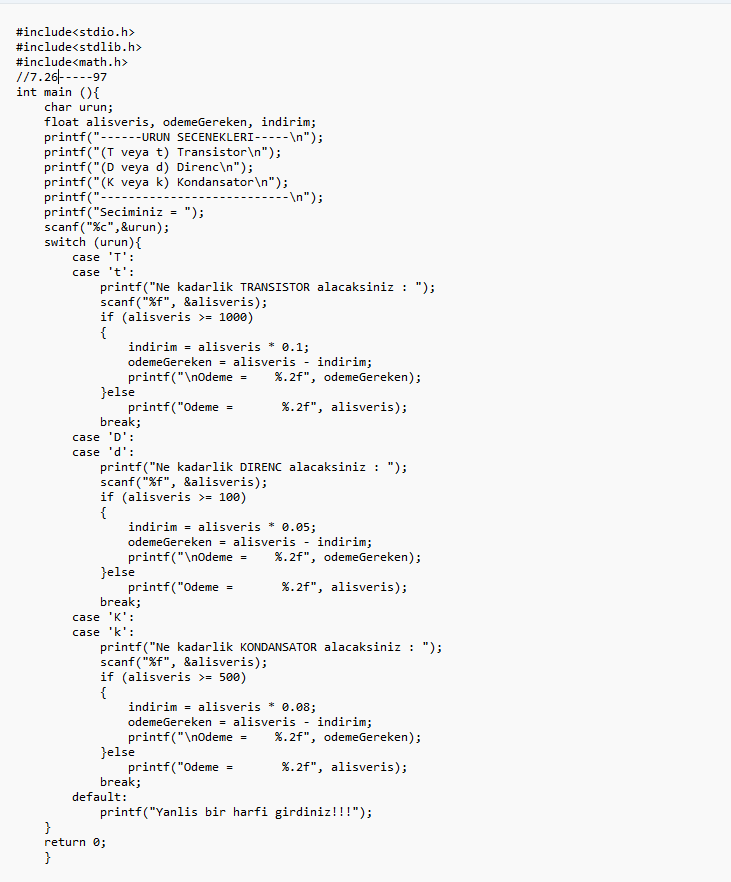 #include<stdio.h>
#include<stdlib.h>
#include<math.h>
//7.26-----97
int main (){
    char urun;
    float alisveris, odemeGereken, indirim;
    printf("------URUN SECENEKLERI-----\n");
    printf("(T veya t) Transistor\n");
    printf("(D veya d) Direnc\n");
    printf("(K veya k) Kondansator\n");
    printf("---------------------------\n");
    printf("Seciminiz = ");
    scanf("%c",&urun);
    switch (urun){
        case 'T':
        case 't':
            printf("Ne kadarlik TRANSISTOR alacaksiniz : ");
            scanf("%f", &alisveris);
            if (alisveris >= 1000)
            {
                indirim = alisveris * 0.1;
                odemeGereken = alisveris - indirim;
                printf("\nOdeme =    %.2f", odemeGereken);
            }else
                printf("Odeme =       %.2f", alisveris);
            break;
        case 'D':
        case 'd':
            printf("Ne kadarlik DIRENC alacaksiniz : ");
            scanf("%f", &alisveris);
            if (alisveris >= 100)
            {
                indirim = alisveris * 0.05;
                odemeGereken = alisveris - indirim;
                printf("\nOdeme =    %.2f", odemeGereken);
            }else
                printf("Odeme =       %.2f", alisveris);
            break;
        case 'K':
        case 'k':
            printf("Ne kadarlik KONDANSATOR alacaksiniz : ");
            scanf("%f", &alisveris);
            if (alisveris >= 500)
            {
                indirim = alisveris * 0.08;
                odemeGereken = alisveris - indirim;
                printf("\nOdeme =    %.2f", odemeGereken);
            }else
                printf("Odeme =       %.2f", alisveris);
            break;
        default:
            printf("Yanlis bir harfi girdiniz!!!");
    }
    return 0;
    }